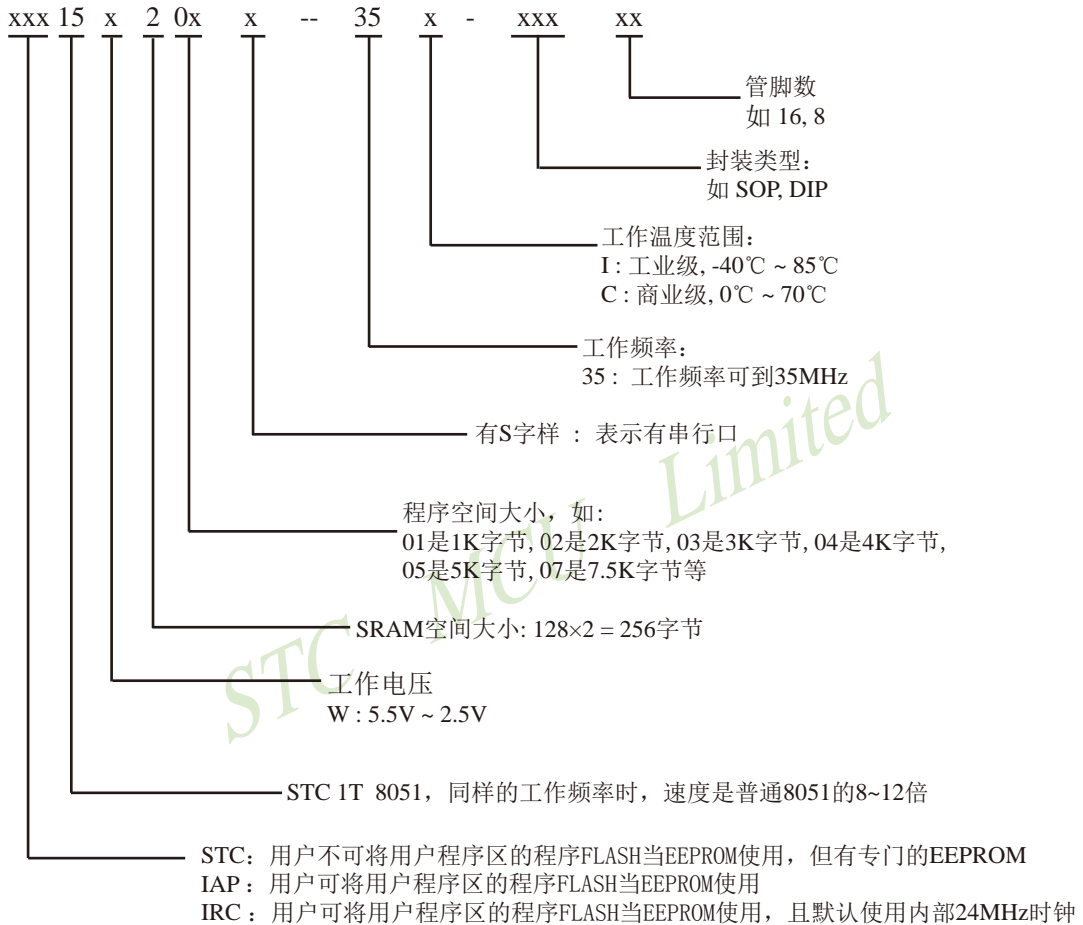 xxx 15 x 2 0x x -- 35 x - xxx xx
管脚数
如 16, 8
封装类型：
如 SOP, DIP
工作温度范围：
I : 工业级, -40℃ ~ 85℃
C : 商业级, 0℃ ~ 70℃
工作频率：
35 : 工作频率可到35MHz
有S字样 : 表示有串行口
程序空间大小，如:
01是1K字节, 02是2K字节, 03是3K字节, 04是4K字节,
05是5K字节, 07是7.5K字节等
SRAM空间大小: 128×2 = 256字节
工作电压
W : 5.5V ~ 2.5V
STC 1T 8051，同样的工作频率时，速度是普通8051的8~12倍
STC：用户不可将用户程序区的程序FLASH当EEPROM使用，但有专门的EEPROM
IAP：用户可将用户程序区的程序FLASH当EEPROM使用
IRC：用户可将用户程序区的程序FLASH当EEPROM使用，且默认使用内部24MHz时钟
STC MCU Limited